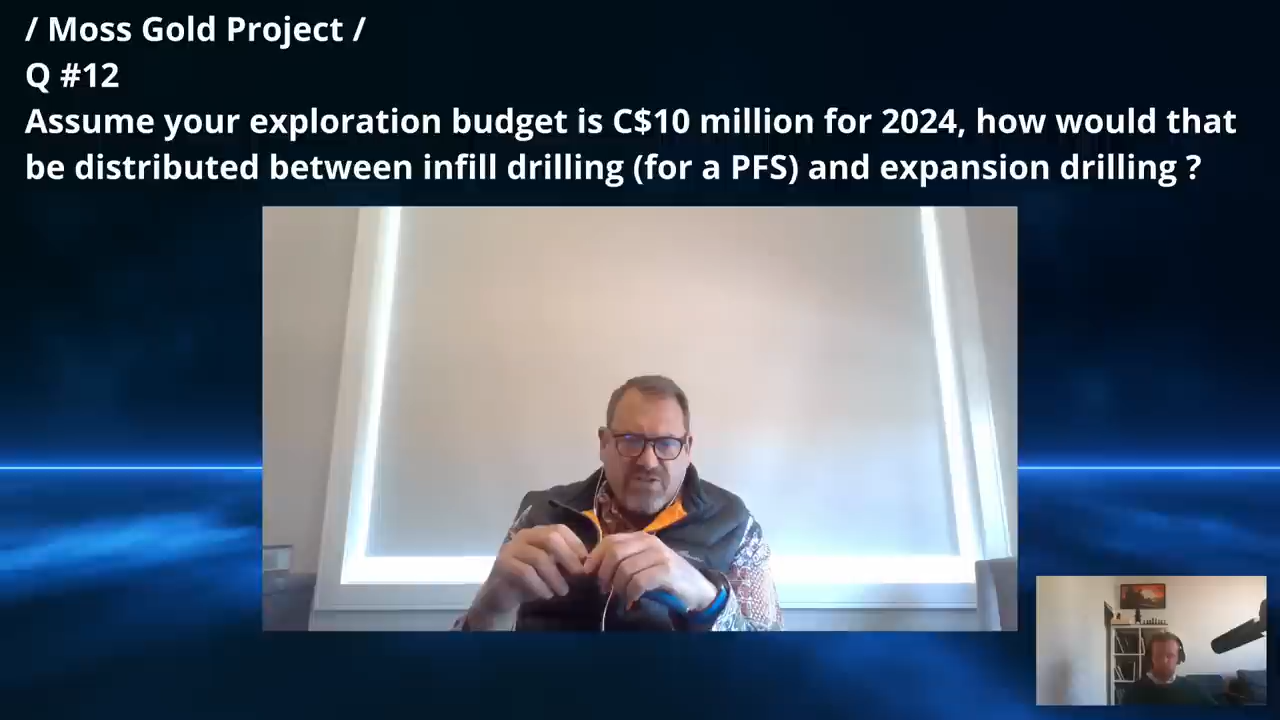 / Moss Gold Project /
Q #12
Assume your exploration budget is C$10 million for 2024, how would that
be distributed between infill drilling (for a PFS) and expansion drilling ?